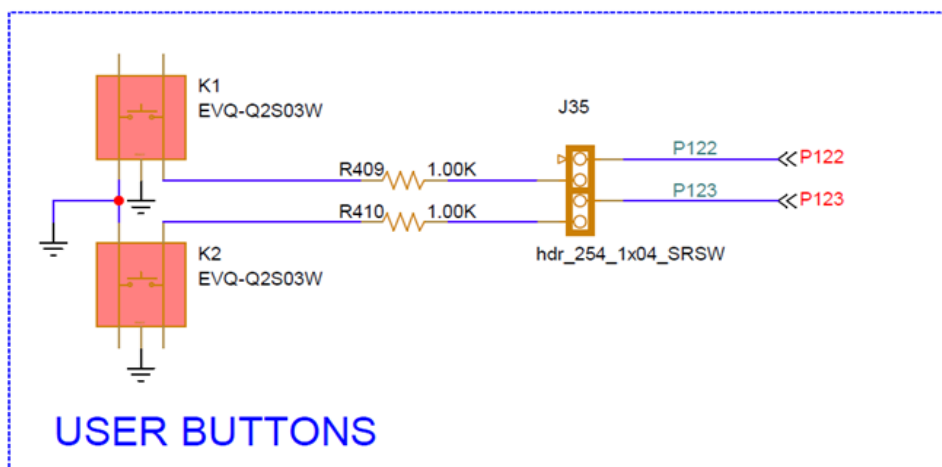 K1
EVQ-Q2S03W
J35
P122
P122
R409 1.00K
P123
P123
R410 1.00K
K2
EVQ-Q2S03W
hdr_254_1x04_SRSW
USER BUTTONS